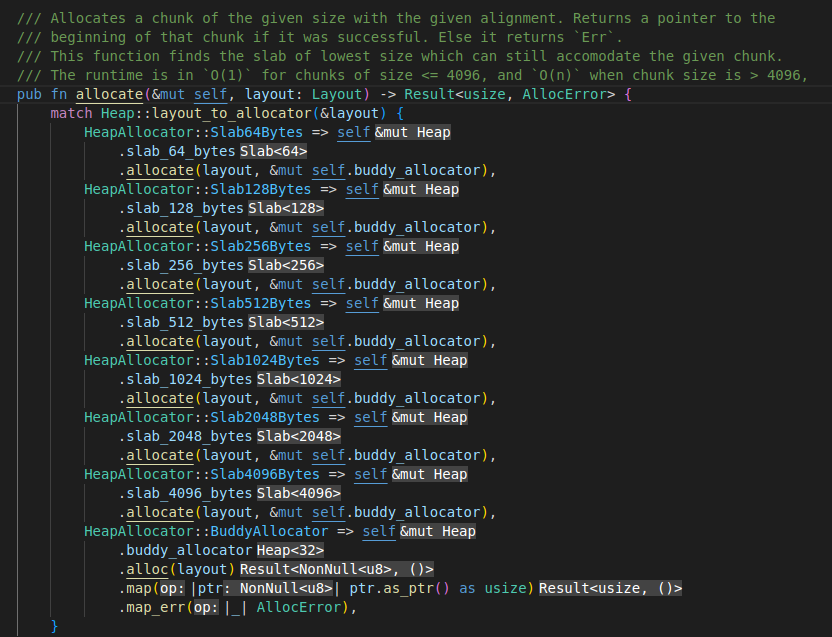 /// Allocates a chunk of the given size with the given alignment. Returns a pointer to the
/// beginning of that chunk if it was successful. Else it returns `Err`.
/// This function finds the slab of lowest size which can still accomodate the given chunk.
/// The runtime is in `O(1)` for chunks of size <= 4096, and `O(n)` when chunk size is > 4096,
pub fn allocate(&mut self, layout: Layout) -> Result<usize, AllocError> {
    match Heap::layout_to_allocator(&layout) {
        HeapAllocator::Slab64Bytes => self &mut Heap
            .slab_64_bytes Slab<64>
            .allocate(layout, &mut self.buddy_allocator),
        HeapAllocator::Slab128Bytes => self &mut Heap
            .slab_128_bytes Slab<128>
            .allocate(layout, &mut self.buddy_allocator),
        HeapAllocator::Slab256Bytes => self &mut Heap
            .slab_256_bytes Slab<256>
            .allocate(layout, &mut self.buddy_allocator),
        HeapAllocator::Slab512Bytes => self &mut Heap
            .slab_512_bytes Slab<512>
            .allocate(layout, &mut self.buddy_allocator),
        HeapAllocator::Slab1024Bytes => self &mut Heap
            .slab_1024_bytes Slab<1024>
            .allocate(layout, &mut self.buddy_allocator),
        HeapAllocator::Slab2048Bytes => self &mut Heap
            .slab_2048_bytes Slab<2048>
            .allocate(layout, &mut self.buddy_allocator),
        HeapAllocator::Slab4096Bytes => self &mut Heap
            .slab_4096_bytes Slab<4096>
            .allocate(layout, &mut self.buddy_allocator),
        HeapAllocator::BuddyAllocator => self &mut Heap
            .buddy_allocator Heap<32>
            .alloc(layout) Result<NonNull<u8>, ()>
            .map(op: |ptr: NonNull<u8>| ptr.as_ptr() as usize) Result<usize, ()>
            .map_err(op: |_| AllocError),
    }